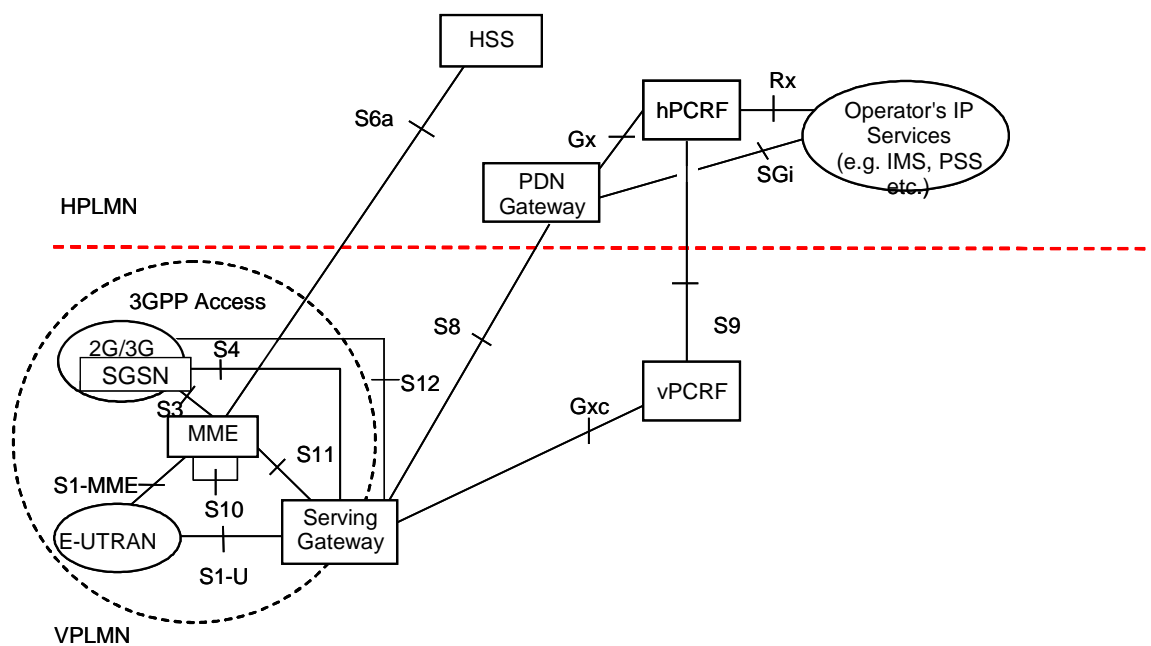 HSS
Rx
S6a
hPCRF
Operator's IP
Services
(e.g. IMS, PSS
etc.)
Gx
SGi
PDN
Gateway
HPLMN
3GPP Access
2G/3G
SGSN
S4
S8
S9
S12
S3
vPCRF
Gxc
MME
S11
S1-MME
S10
Serving
Gateway
E-UTRAN
S1-U
VPLMN